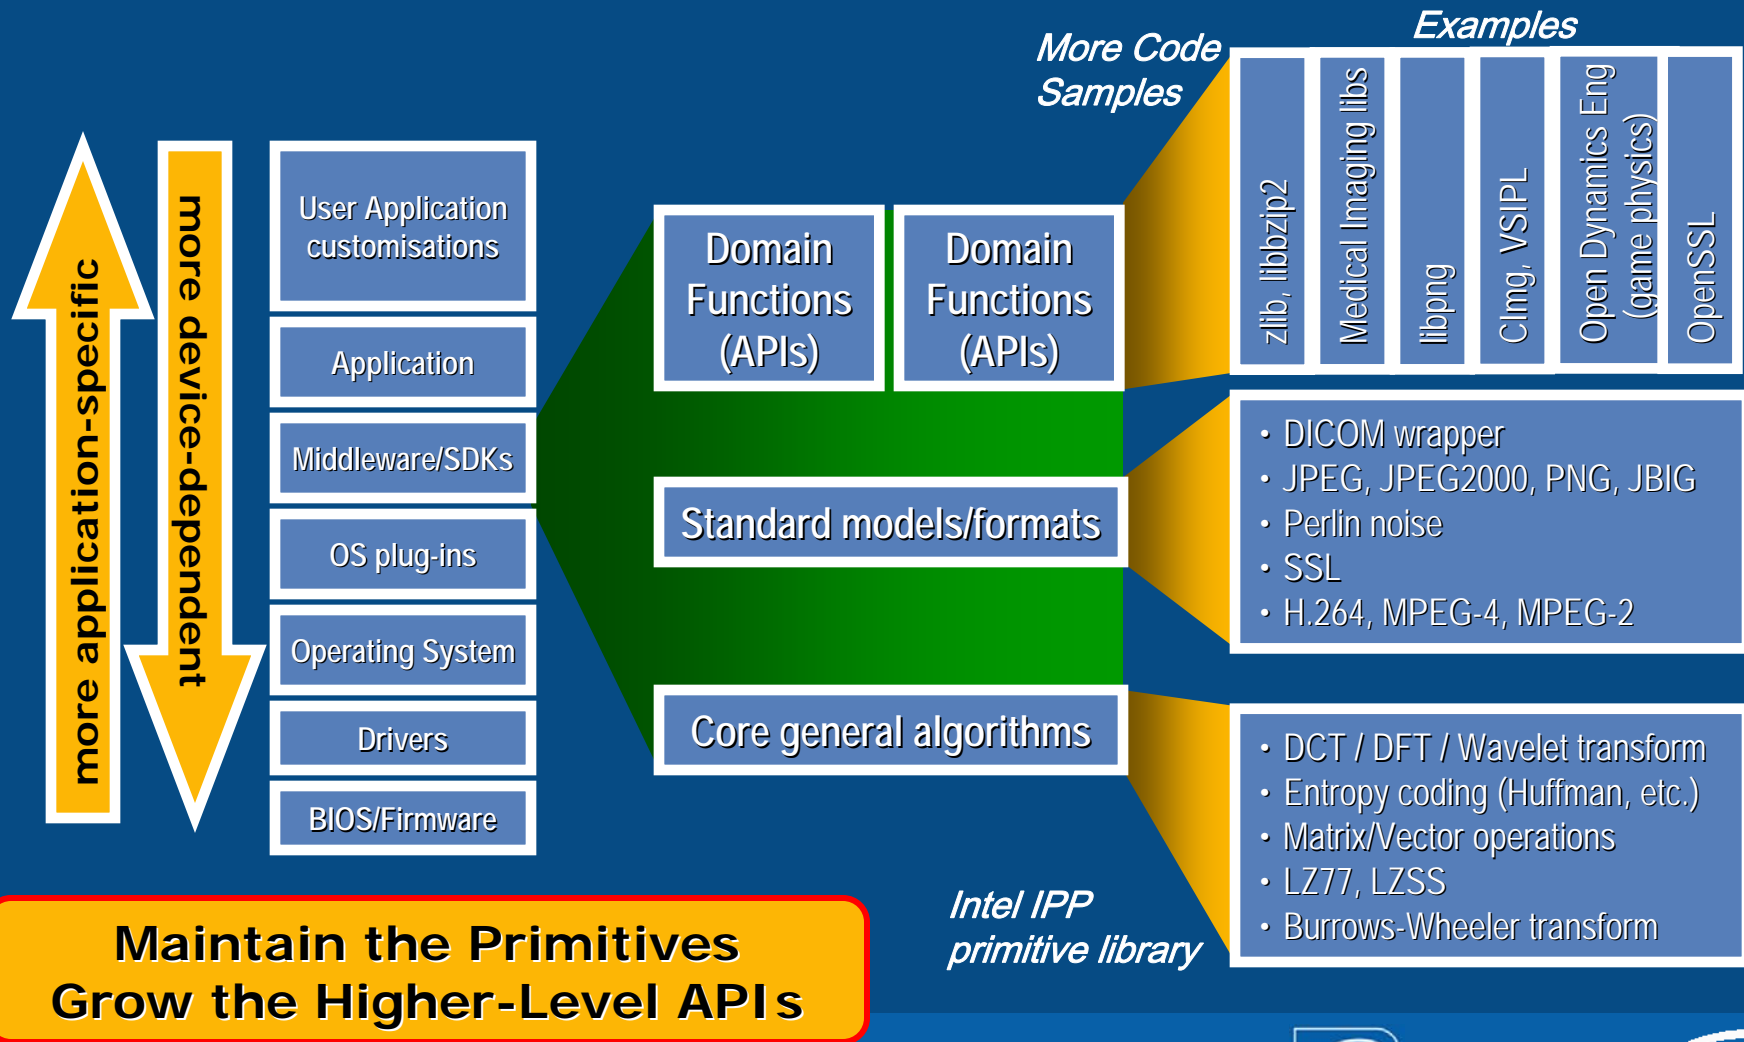 Examples
More Code
Samples
zlib, libbzip2
Medical Imaging libs
libpng
CImg, VSIPL
Open Dynamics Eng
(game physics)
OpenSSL
more application-specific
more device-dependent
User Application
customisations
Application
Middleware/SDKs
OS plug-ins
Operating System
Drivers
BIOS/Firmware
Domain
Functions
(APIs)
Domain
Functions
(APIs)
Standard models/formats
Core general algorithms
• DICOM wrapper
• JPEG, JPEG2000, PNG, JBIG
• Perlin noise
• SSL
• H.264, MPEG-4, MPEG-2
• DCT / DFT / Wavelet transform
• Entropy coding (Huffman, etc.)
• Matrix/Vector operations
• LZ77, LZSS
• Burrows-Wheeler transform
Intel IPP
primitive library
Maintain the Primitives
Grow the Higher-Level APIs